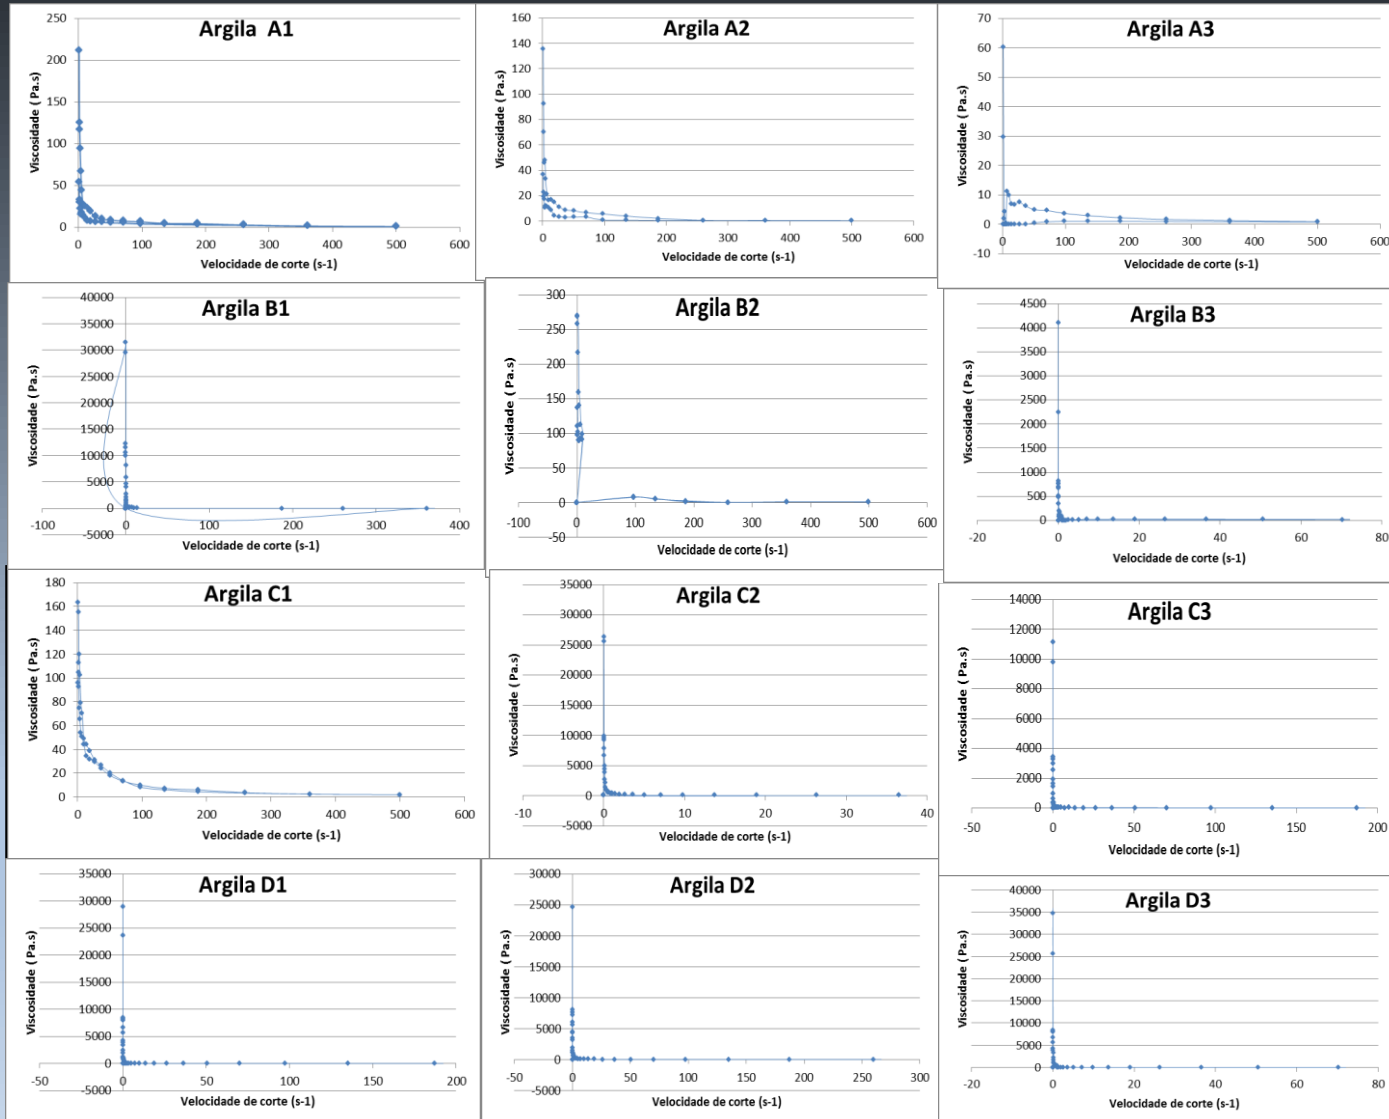 Argila A1
Viscosidade ( Pa.s)
250
200
150
100
50
0
0 100 200 300 400 500 600
Velocidade de corte (s-1)
Argila A2
Viscosidade ( Pa.s)
160
140
120
100
80
60
40
20
0
0 100 200 300 400 500 600
Velocidade de corte (s-1)
Argila A3
Viscosidade ( Pa.s)
70
60
50
40
30
20
10
0
-10
0 100 200 300 400 500 600
Velocidade de corte (s-1)
Argila B1
Viscosidade ( Pa.s)
40000
35000
30000
25000
20000
15000
10000
5000
0
-5000
-100 0 100 200 300 400
Velocidade de corte (s-1)
Argila B2
Viscosidade ( Pa.s)
300
250
200
150
100
50
0
-50
-100 0 100 200 300 400 500 600
Velocidade de corte (s-1)
Argila B3
Viscosidade ( Pa.s)
4500
4000
3500
3000
2500
2000
1500
1000
500
0
-20 0 20 40 60 80
Velocidade de corte (s-1)
Argila C1
Viscosidade ( Pa.s)
180
160
140
120
100
80
60
40
20
0
0 100 200 300 400 500 600
Velocidade de corte (s-1)
Argila C2
Viscosidade ( Pa.s)
35000
30000
25000
20000
15000
10000
5000
0
-5000
-10 0 10 20 30 40
Velocidade de corte (s-1)
Argila C3
Viscosidade ( Pa.s)
14000
12000
10000
8000
6000
4000
2000
0
-50 0 50 100 150 200
Velocidade de corte (s-1)
Argila D1
Viscosidade ( Pa.s)
35000
30000
25000
20000
15000
10000
5000
0
-5000
-50 0 50 100 150 200
Velocidade de corte (s-1)
Argila D2
Viscosidade ( Pa.s)
30000
25000
20000
15000
10000
5000
0
-5000
-50 0 50 100 150 200 250 300
Velocidade de corte (s-1)
Argila D3
Viscosidade ( Pa.s)
40000
35000
30000
25000
20000
15000
10000
5000
0
-20 0 20 40 60 80
Velocidade de corte (s-1)